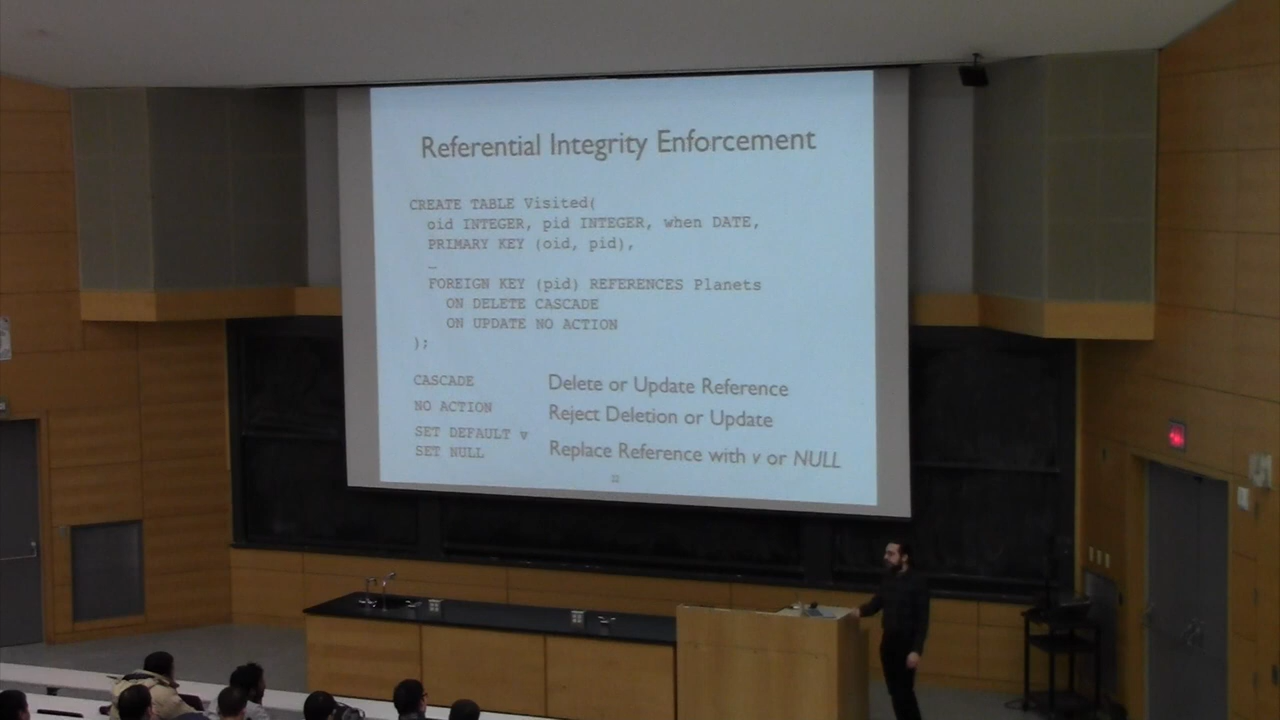 Referential Integrity Enforcement
CREATE TABLE Visited(
oid INTEGER, pid INTEGER, when DATE,
PRIMARY KEY (oid, pid),
…
FOREIGN KEY (pid) REFERENCES Planets
ON DELETE CASCADE
ON UPDATE NO ACTION
);
CASCADE Delete or Update Reference
NO ACTION Reject Deletion or Update
SET DEFAULT v
SET NULL Replace Reference with v or NULL